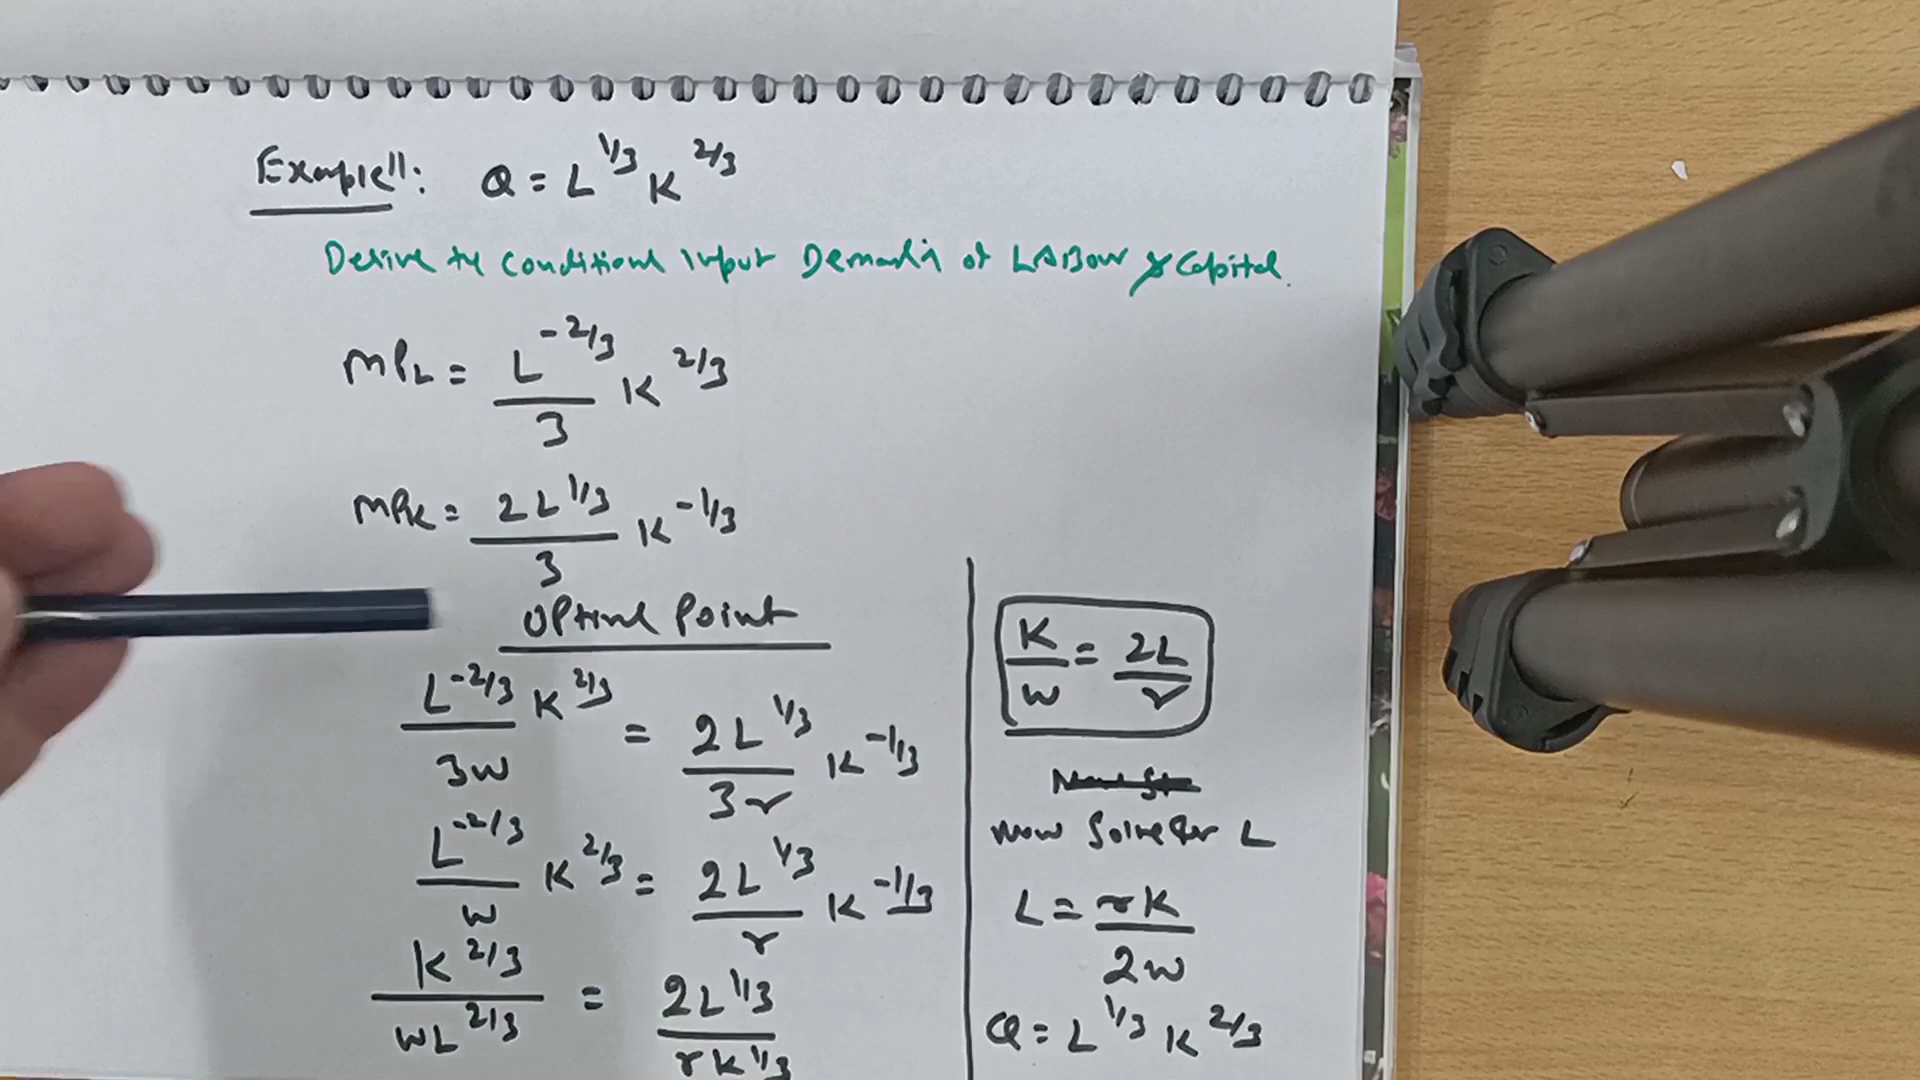 Example: Q = L^1/3 K^2/3
Derive the conditional Input Demands of LABOUR & Capital.
MPL = L^-2/3 / 3 K^2/3
MPK = 2L^1/3 / 3 K^-1/3
Optimal Point
L^-2/3 / 3w K^2/3 = 2L^1/3 / 3r K^-1/3
L^-2/3 / w K^2/3 = 2L^1/3 / r K^-1/3
K^2/3 / wL^2/3 = 2L^1/3 / rK^1/3
K/w = 2L/r
Now Solve for L
L = rK / 2w
Q = L^1/3 K^2/3